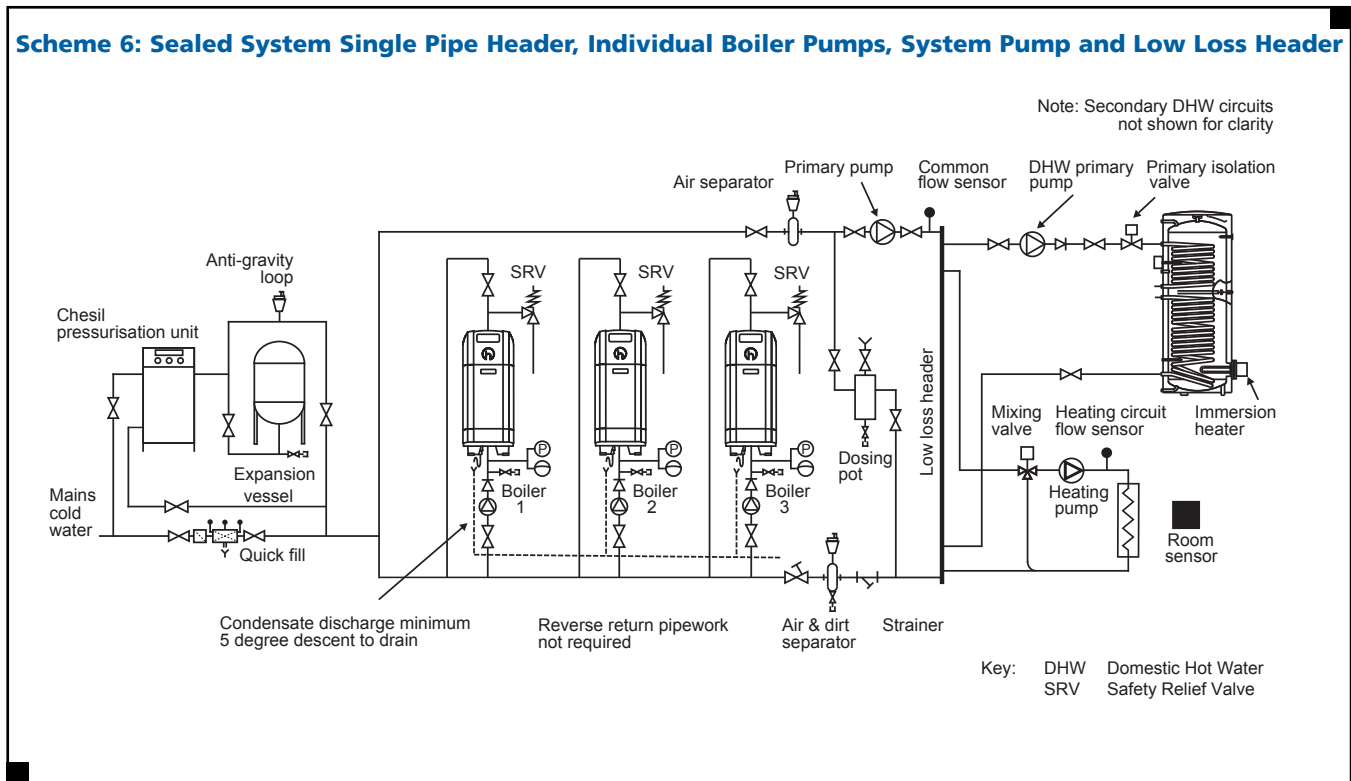 Scheme 6: Sealed System Single Pipe Header, Individual Boiler Pumps, System Pump and Low Loss Header
Note: Secondary DHW circuits
not shown for clarity
Air separator
Primary pump
Common
flow sensor
DHW primary
pump
Primary isolation
valve
Anti-gravity
loop
SRV
SRV
SRV
Chesil
pressurisation unit
Low loss header
Mixing
valve
Heating circuit
flow sensor
Immersion
heater
Expansion
vessel
P
P
P
Dosing
pot
Boiler
1
Boiler
2
Boiler
3
Heating
pump
Mains
cold
water
Quick fill
Room
sensor
Condensate discharge minimum
5 degree descent to drain
Reverse return pipework
not required
Air & dirt
separator
Strainer
Key: DHW Domestic Hot Water
SRV Safety Relief Valve